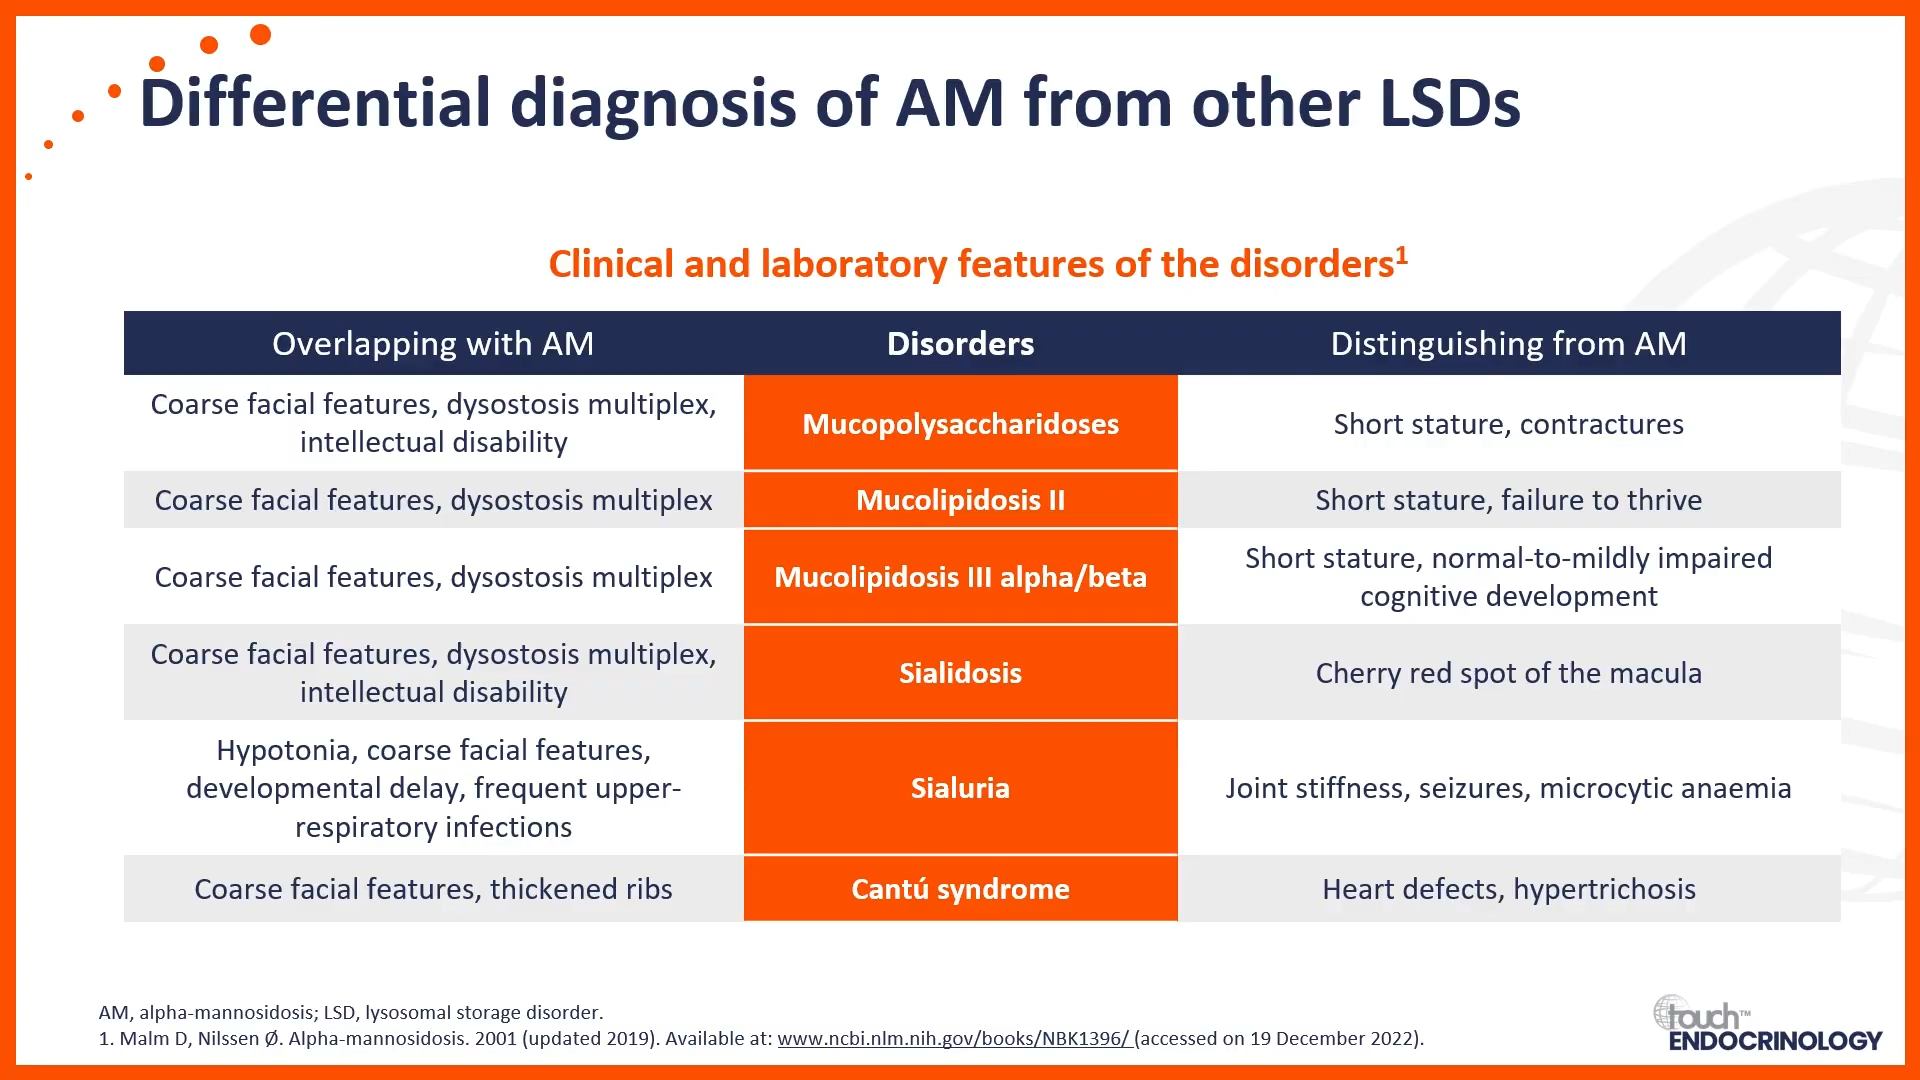 Differential diagnosis of AM from other LSDs
Clinical and laboratory features of the disorders1
Overlapping with AM Disorders Distinguishing from AM
Coarse facial features, dysostosis multiplex,
intellectual disability
Mucopolysaccharidoses
Short stature, contractures
Coarse facial features, dysostosis multiplex
Mucolipidosis II
Short stature, failure to thrive
Coarse facial features, dysostosis multiplex
Mucolipidosis III alpha/beta
Short stature, normal-to-mildly impaired
cognitive development
Coarse facial features, dysostosis multiplex,
intellectual disability
Sialidosis
Cherry red spot of the macula
Hypotonia, coarse facial features,
developmental delay, frequent upper-
respiratory infections
Sialuria
Joint stiffness, seizures, microcytic anaemia
Coarse facial features, thickened ribs
Cantú syndrome
Heart defects, hypertrichosis
AM, alpha-mannosidosis; LSD, lysosomal storage disorder.
1. Malm D, Nilssen Ø. Alpha-mannosidosis. 2001 (updated 2019). Available at: www.ncbi.nlm.nih.gov/books/NBK1396/ (accessed on 19 December 2022).
touch™
ENDOCRINOLOGY